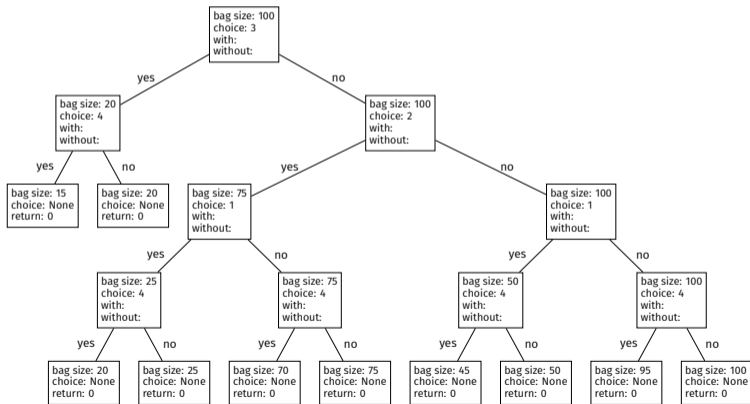 bag size: 100
choice: 3
with:
without:
yes
no
bag size: 20
choice: 4
with:
without:
bag size: 100
choice: 2
with:
without:
yes
no
yes
no
bag size: 15
choice: None
return: 0
bag size: 20
choice: None
return: 0
bag size: 75
choice: 1
with:
without:
bag size: 100
choice: 1
with:
without:
yes
no
yes
no
bag size: 25
choice: 4
with:
without:
bag size: 75
choice: 4
with:
without:
bag size: 50
choice: 4
with:
without:
bag size: 100
choice: 4
with:
without:
yes
no
yes
no
yes
no
yes
no
bag size: 20
choice: None
return: 0
bag size: 25
choice: None
return: 0
bag size: 70
choice: None
return: 0
bag size: 75
choice: None
return: 0
bag size: 45
choice: None
return: 0
bag size: 50
choice: None
return: 0
bag size: 95
choice: None
return: 0
bag size: 100
choice: None
return: 0